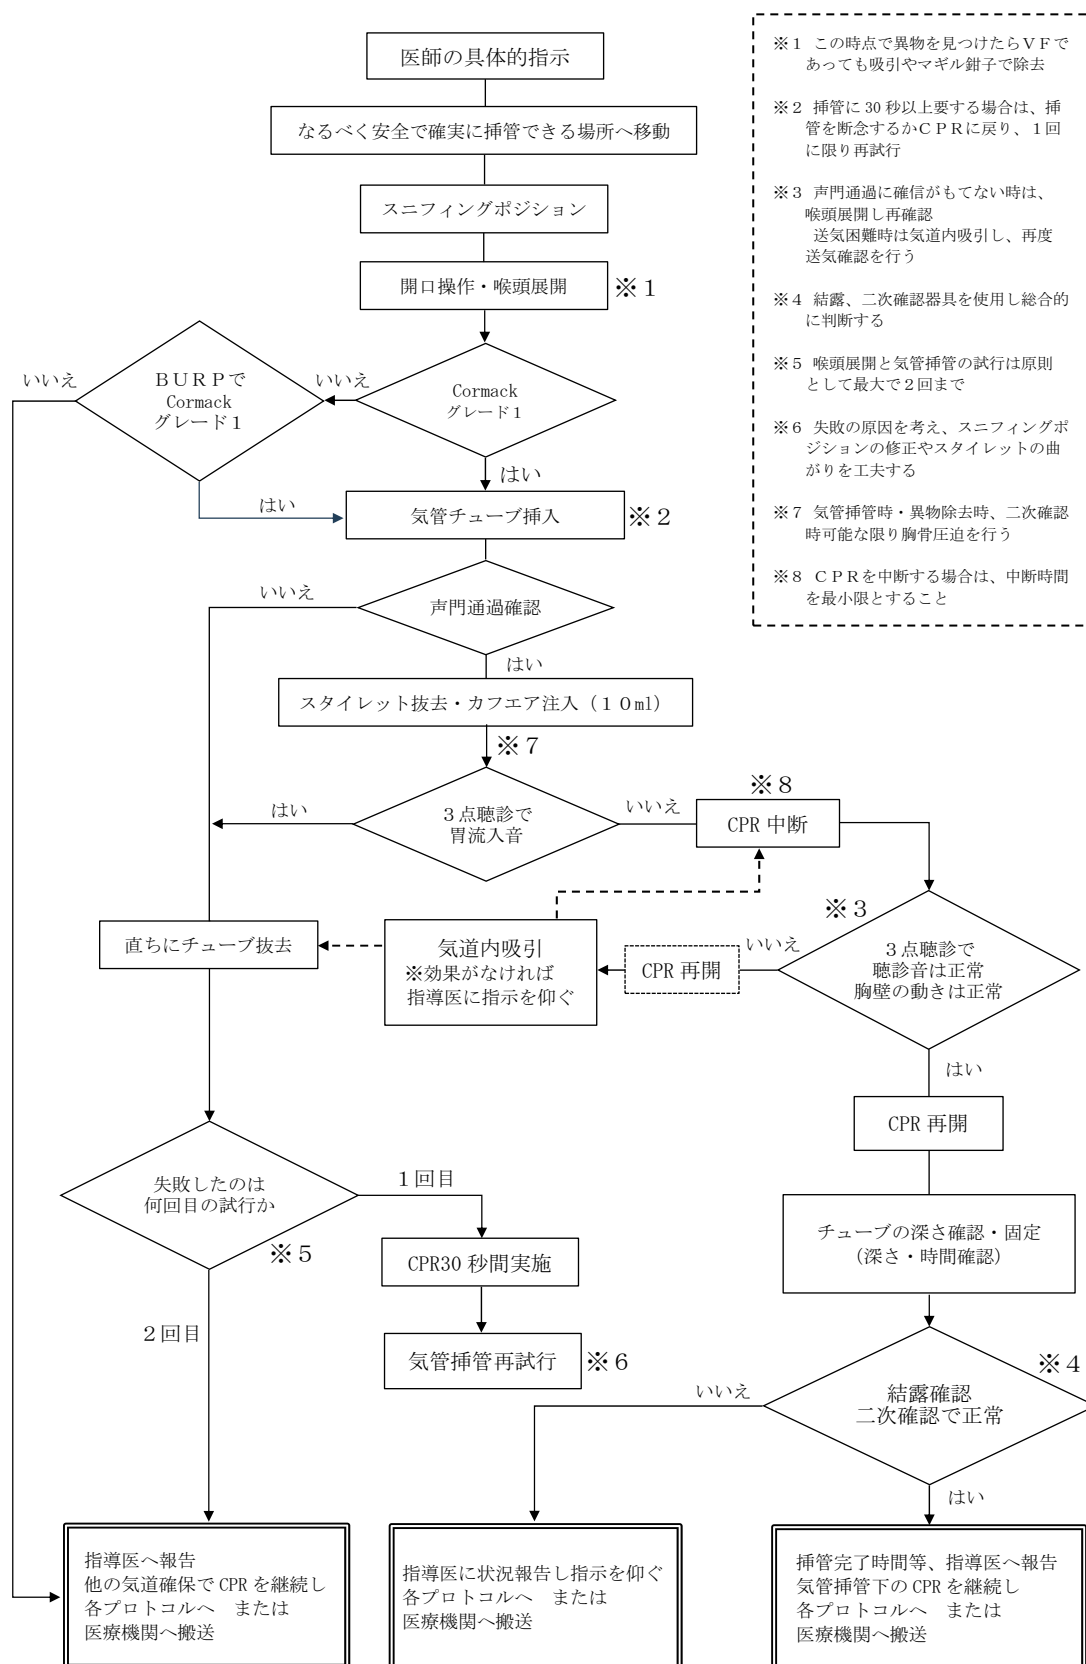 医師の具体的指示
なるべく安全で確実に挿管できる場所へ移動
スニフィングポジション
開口操作・喉頭展開
※１
Cormack
グレード１
いいえ
ＢＵＲＰで
Cormack
グレード１
いいえ
はい
はい
気管チューブ挿入
※２
声門通過確認
いいえ
はい
スタイレット抜去・カフエア注入（１０ml）
※７
３点聴診で
胃流入音
はい
いいえ
※８
CPR 中断
※３
３点聴診で
聴診音は正常
胸壁の動きは正常
いいえ
CPR 再開
気道内吸引
※効果がなければ
指導医に指示を仰ぐ
直ちにチューブ抜去
はい
CPR 再開
失敗したのは
何回目の試行か
※５
１回目
CPR30 秒間実施
気管挿管再試行
※６
２回目
チューブの深さ確認・固定
（深さ・時間確認）
※４
結露確認
二次確認で正常
いいえ
はい
指導医へ報告
他の気道確保で CPR を継続し
各プロトコルへ　または
医療機関へ搬送
指導医に状況報告し指示を仰ぐ
各プロトコルへ　または
医療機関へ搬送
挿管完了時間等、指導医へ報告
気管挿管下の CPR を継続し
各プロトコルへ　または
医療機関へ搬送
※１ この時点で異物を見つけたらＶＦで
あっても吸引やマギル鉗子で除去
※２ 挿管に 30 秒以上要する場合は、挿
管を断念するかＣＰＲに戻り、１回
に限り再試行
※３ 声門通過に確信がもてない時は、
喉頭展開し再確認
送気困難時は気道内吸引し、再度
送気確認を行う
※４ 結露、二次確認器具を使用し総合的
に判断する
※５ 喉頭展開と気管挿管の試行は原則
として最大で２回まで
※６ 失敗の原因を考え、スニフィングポ
ジションの修正やスタイレットの曲
がりを工夫する
※７ 気管挿管時・異物除去時、二次確認
時可能な限り胸骨圧迫を行う
※８ ＣＰＲを中断する場合は、中断時間
を最小限とすること